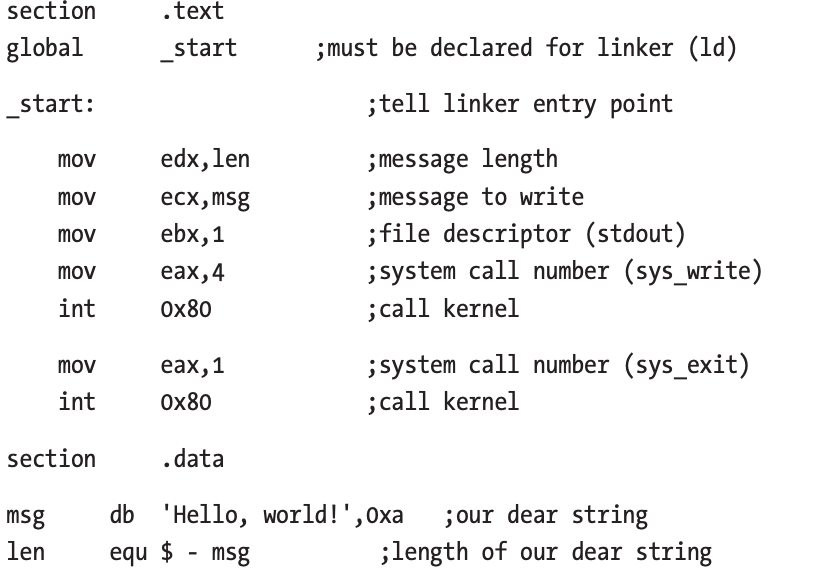 section     .text
global      _start      ;must be declared for linker (ld)
_start:                     ;tell linker entry point
    mov     edx,len         ;message length
    mov     ecx,msg         ;message to write
    mov     ebx,1           ;file descriptor (stdout)
    mov     eax,4           ;system call number (sys_write)
    int     0x80            ;call kernel
    mov     eax,1           ;system call number (sys_exit)
    int     0x80            ;call kernel
section     .data
msg     db  'Hello, world!',0xa   ;our dear string
len     equ $ - msg          ;length of our dear string